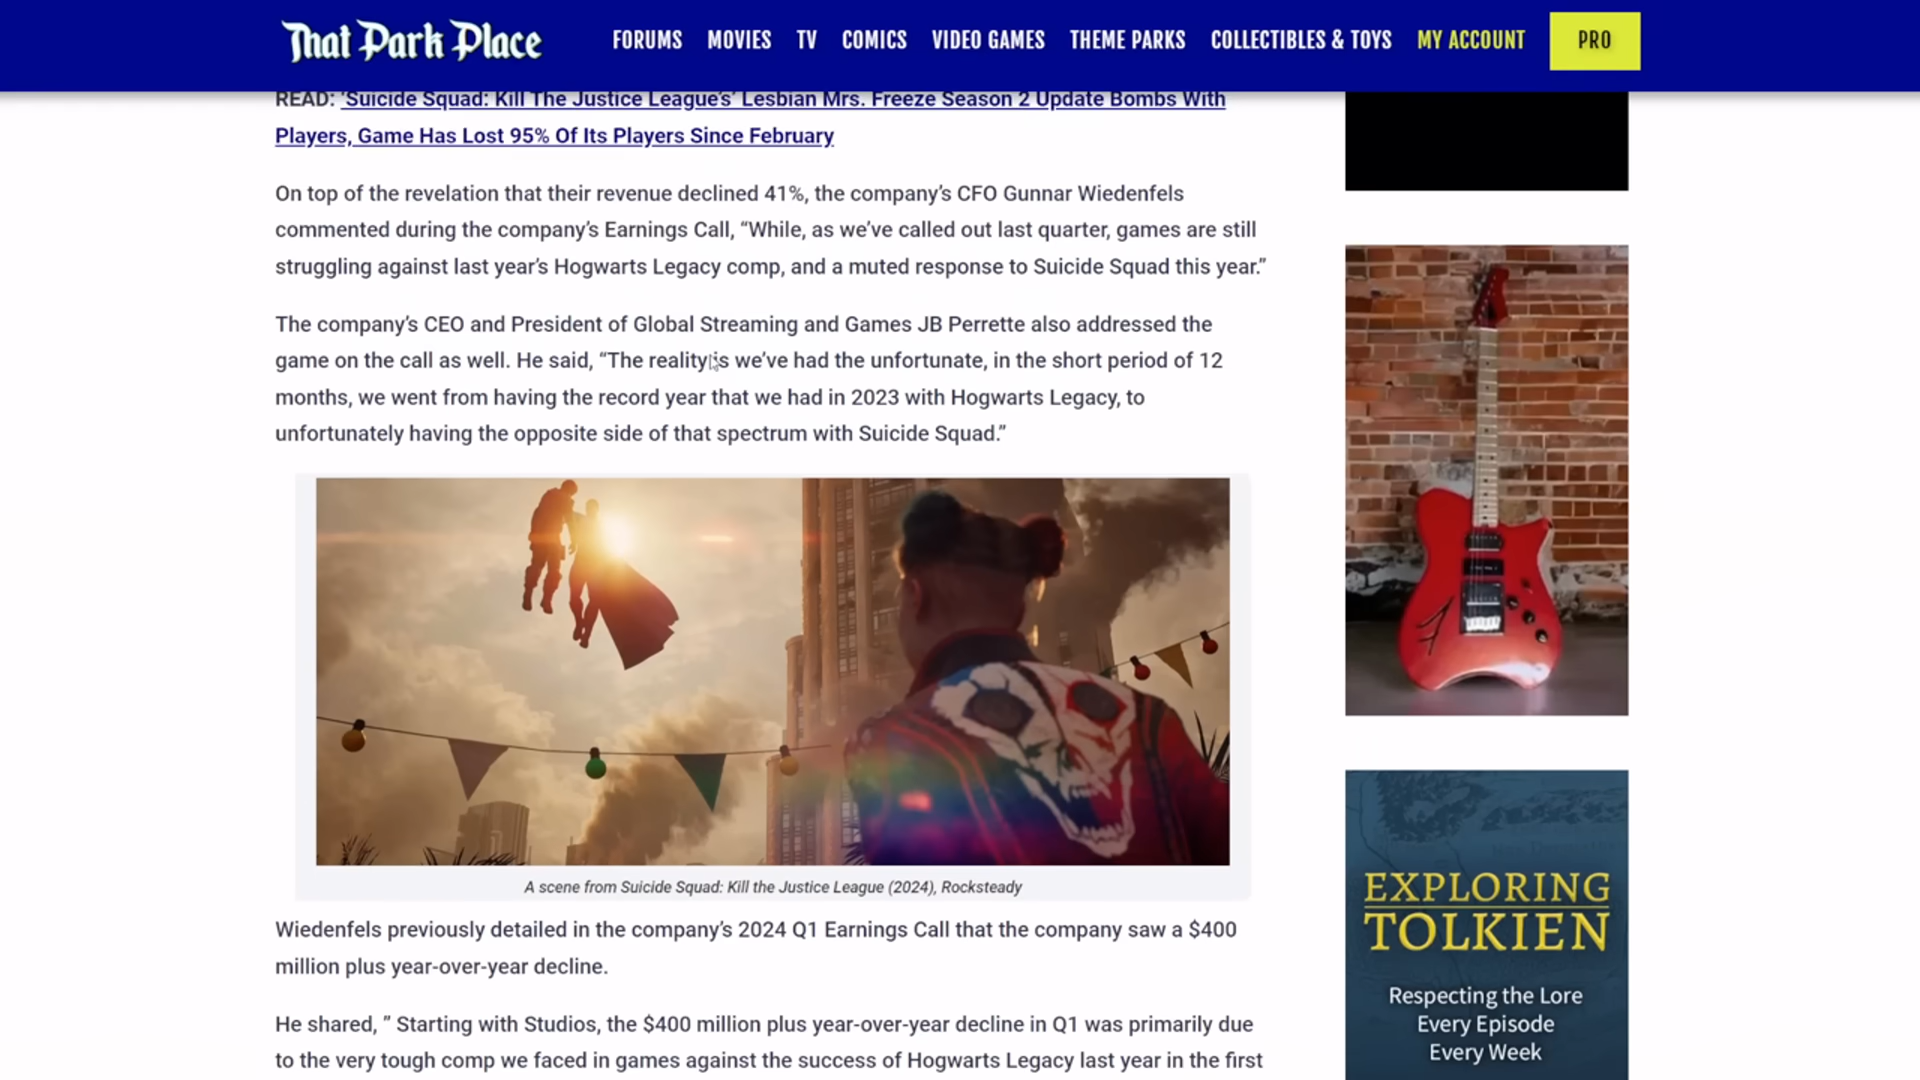 That Park Place
FORUMS MOVIES TV COMICS VIDEO GAMES THEME PARKS COLLECTIBLES & TOYS MY ACCOUNT PRO
READ: ‘Suicide Squad: Kill The Justice League’s’ Lesbian Mrs. Freeze Season 2 Update Bombs With
Players, Game Has Lost 95% Of Its Players Since February
On top of the revelation that their revenue declined 41%, the company’s CFO Gunnar Wiedenfels
commented during the company’s Earnings Call, “While, as we’ve called out last quarter, games are still
struggling against last year’s Hogwarts Legacy comp, and a muted response to Suicide Squad this year.”
The company’s CEO and President of Global Streaming and Games JB Perrette also addressed the
game on the call as well. He said, “The reality is we’ve had the unfortunate, in the short period of 12
months, we went from having the record year that we had in 2023 with Hogwarts Legacy, to
unfortunately having the opposite side of that spectrum with Suicide Squad.”
A scene from Suicide Squad: Kill the Justice League (2024), Rocksteady
Wiedenfels previously detailed in the company’s 2024 Q1 Earnings Call that the company saw a $400
million plus year-over-year decline.
He shared, ” Starting with Studios, the $400 million plus year-over-year decline in Q1 was primarily due
to the very tough comp we faced in games against the success of Hogwarts Legacy last year in the first
EXPLORING
TOLKIEN
Respecting the Lore
Every Episode
Every Week